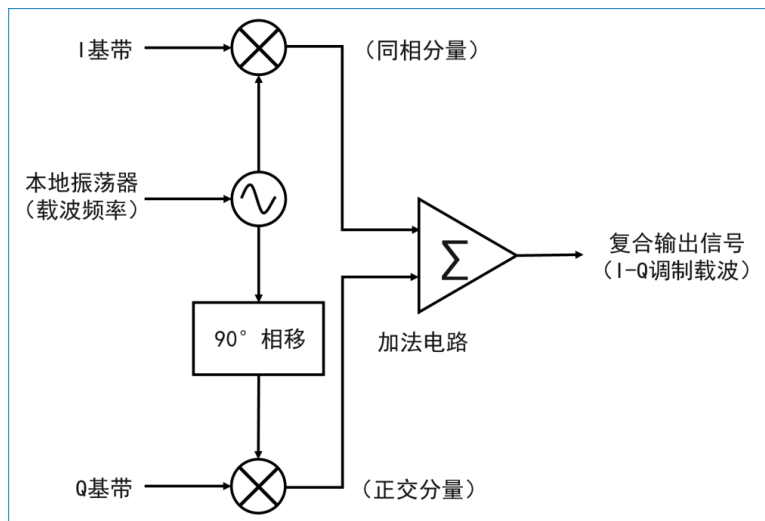 I基带
（同相分量）
本地振荡器
（载波频率）
∑
复合输出信号
（I-Q调制载波）
90° 相移
加法电路
Q基带
（正交分量）